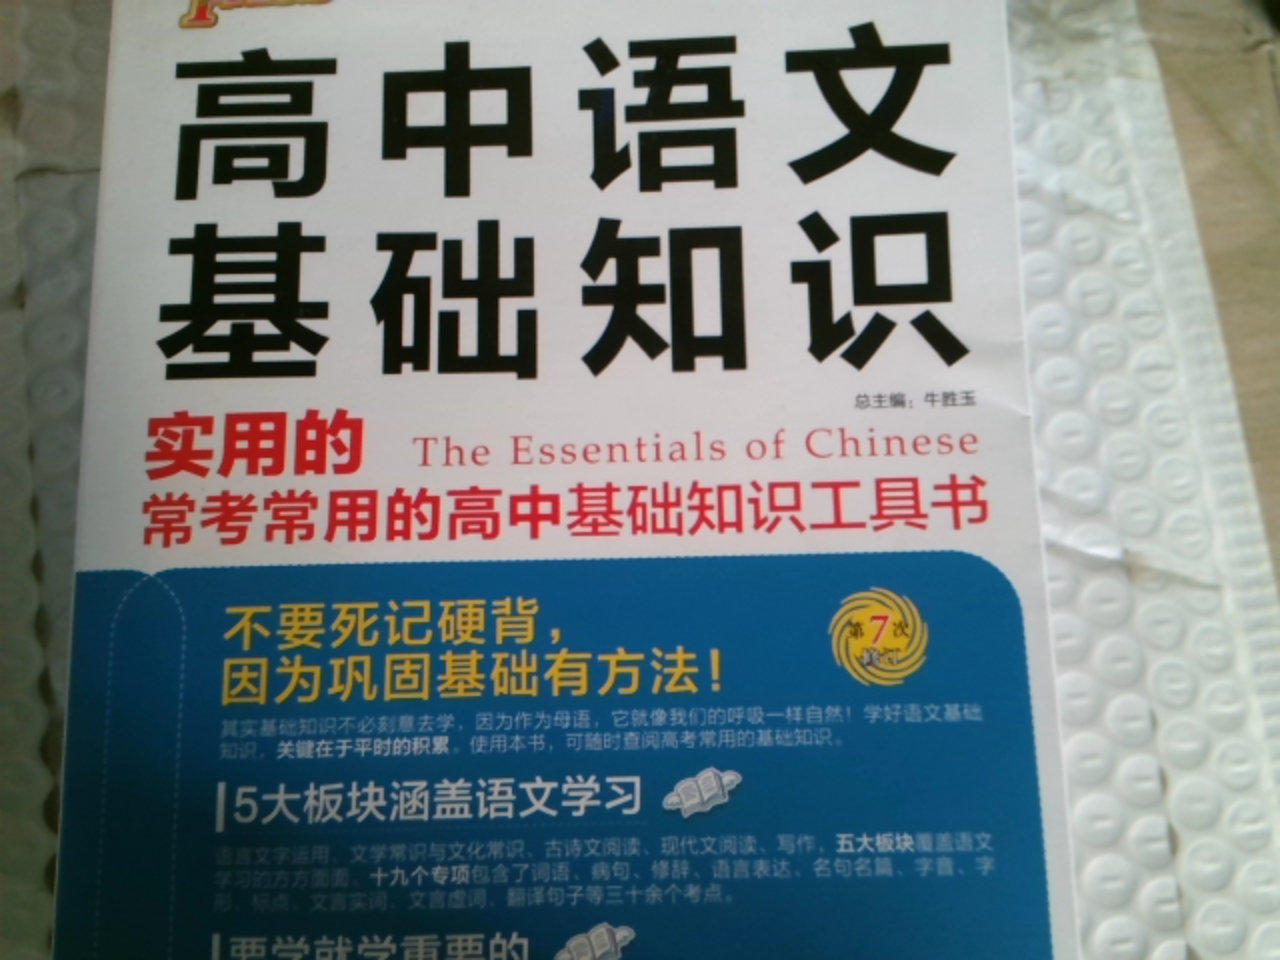 高中语文
基础知识
总主编：牛胜玉
实用的
The Essentials of Chinese
常考常用的高中基础知识工具书
不要死记硬背，
因为巩固基础有方法！
第7次
修订
其实基础知识不必刻意去学，因为作为母语，它就像我们的呼吸一样自然！学好语文基础
知识，关键在于平时的积累。使用本书，可随时查阅高考常用的基础知识。
5大板块涵盖语文学习
语言文字运用、文学常识与文化常识、古诗文阅读、现代文阅读、写作，五大板块覆盖语文
学习的方方面面。十九个专项包含了词语、病句、修辞、语言表达、名句名篇、字音、字
形、标点、文言实词、文言虚词、翻译句子等三十余个考点。
要学就学重要的